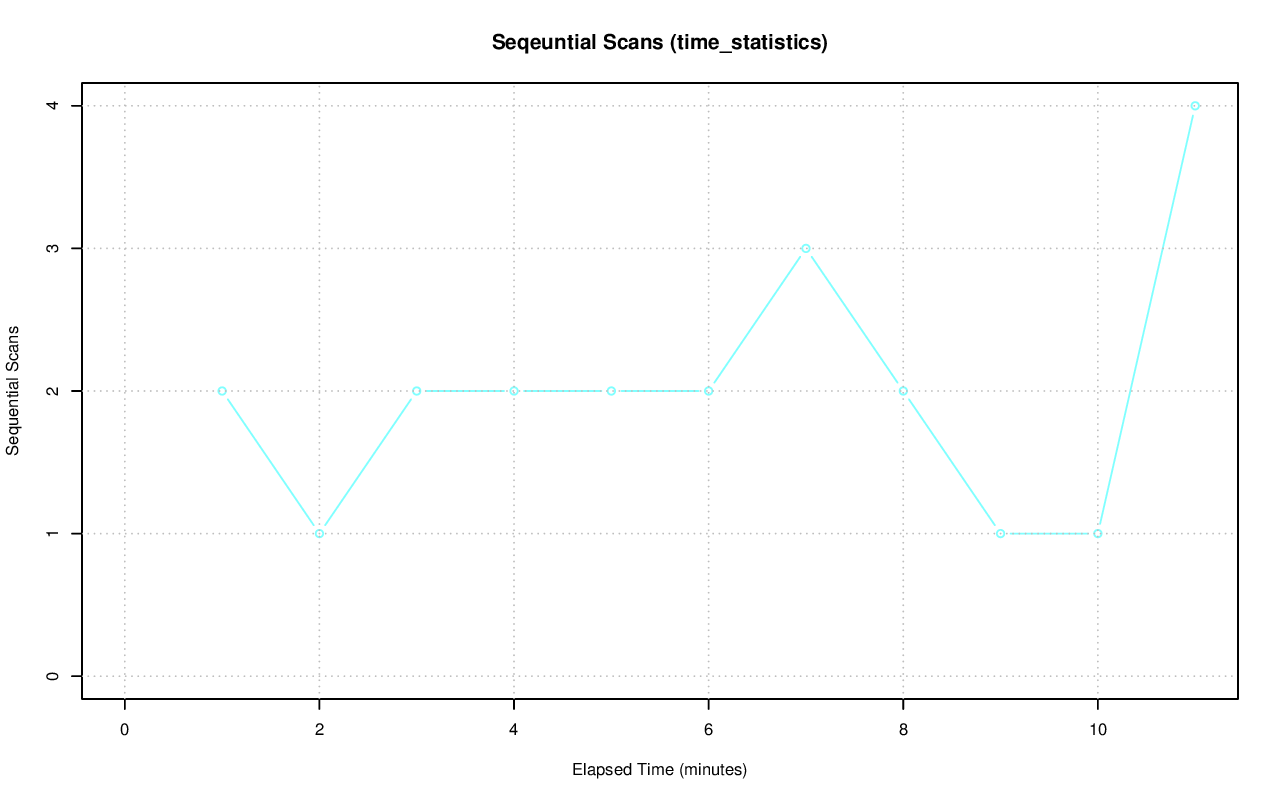 Seqeuntial Scans (time_statistics)
Sequential Scans
4
3
2
1
0
0 2 4 6 8 10
Elapsed Time (minutes)